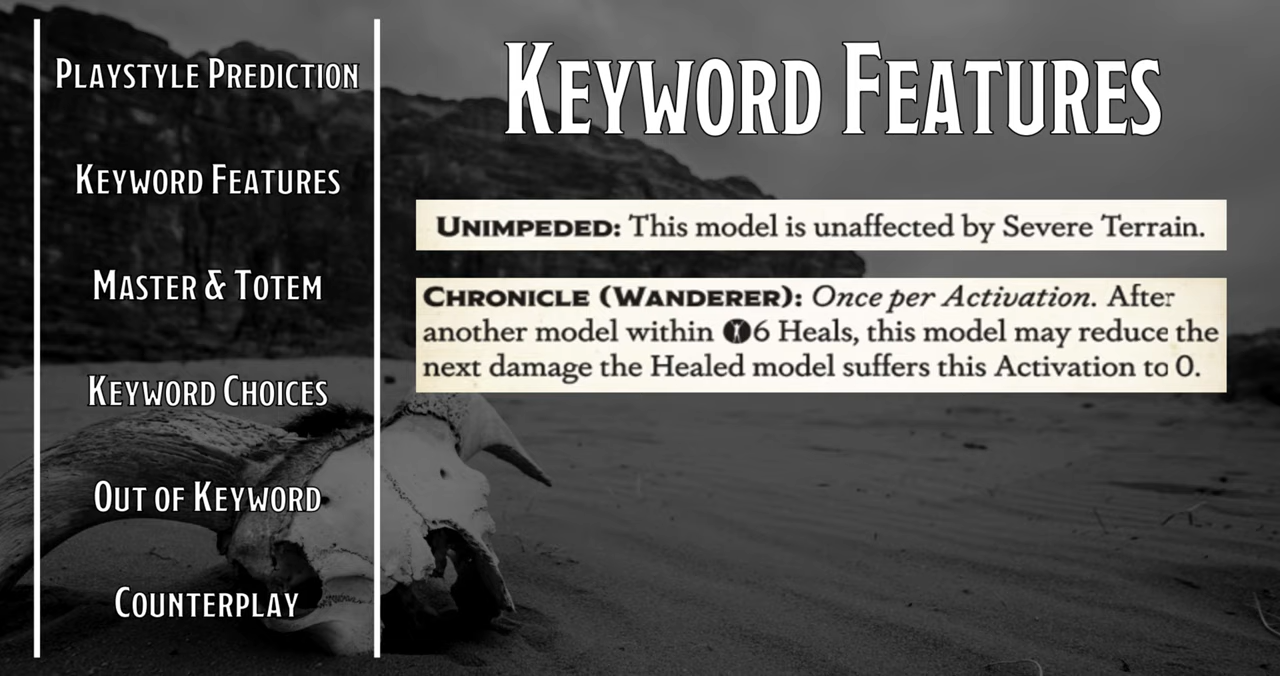 Playstyle Prediction
Keyword Features
Master & Totem
Keyword Choices
Out of Keyword
Counterplay
Keyword Features
Unimpeded: This model is unaffected by Severe Terrain.
Chronicle (Wanderer): Once per Activation. After
another model within 6 Heals, this model may reduce the
next damage the Healed model suffers this Activation to 0.